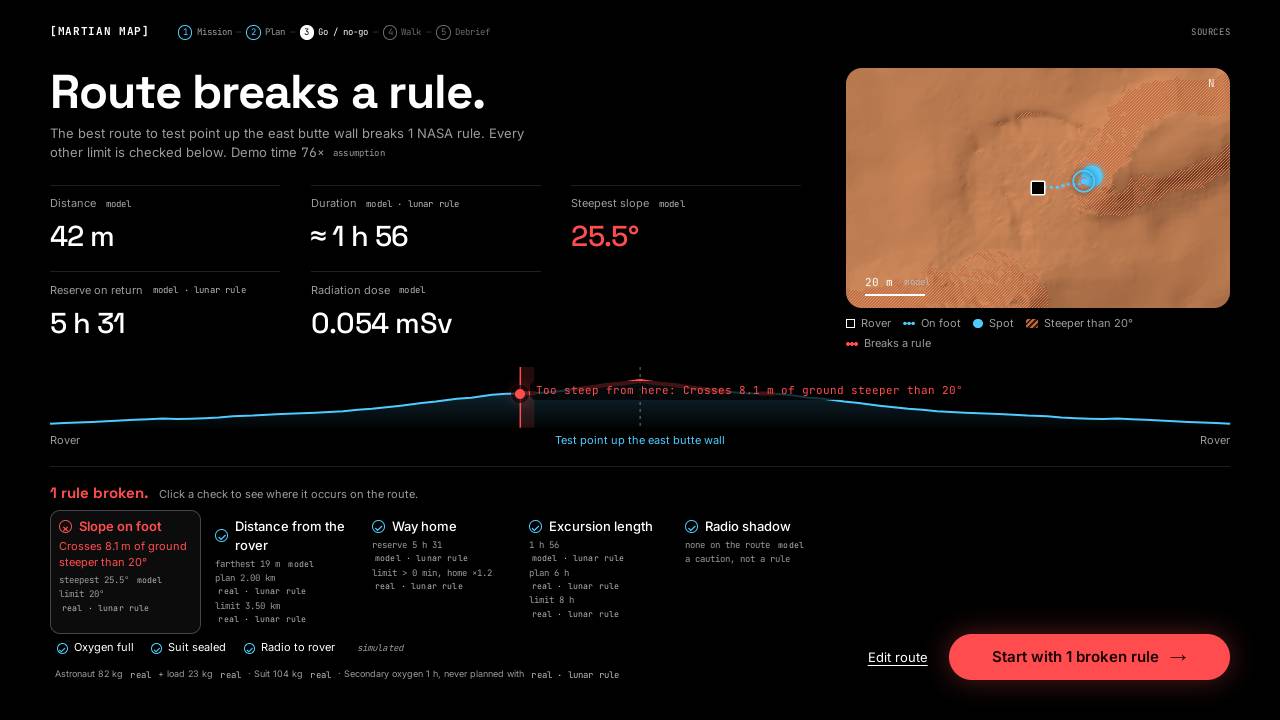 [MARTIAN MAP]
1 Mission
2 Plan
3 Go / no-go
4 Walk
5 Debrief
SOURCES
Route breaks a rule.
The best route to test point up the east butte wall breaks 1 NASA rule. Every
other limit is checked below. Demo time 76× assumption
Distance model
42 m
Duration model · lunar rule
≈ 1 h 56
Steepest slope model
25.5°
Reserve on return model · lunar rule
5 h 31
Radiation dose model
0.054 mSv
N
20 m model
Rover
On foot
Spot
Steeper than 20°
Breaks a rule
Too steep from here: Crosses 8.1 m of ground steeper than 20°
Rover
Test point up the east butte wall
Rover
1 rule broken. Click a check to see where it occurs on the route.
Slope on foot
Crosses 8.1 m of ground
steeper than 20°
steepest 25.5° model
limit 20°
real · lunar rule
Distance from the
rover
farthest 19 m model
plan 2.00 km
real · lunar rule
limit 3.50 km
real · lunar rule
Way home
reserve 5 h 31
model · lunar rule
limit > 0 min, home ×1.2
real · lunar rule
Excursion length
1 h 56
model · lunar rule
plan 6 h
real · lunar rule
limit 8 h
real · lunar rule
Radio shadow
none on the route model
a caution, not a rule
Oxygen full
Suit sealed
Radio to rover
simulated
Astronaut 82 kg real + load 23 kg real · Suit 104 kg real · Secondary oxygen 1 h, never planned with real · lunar rule
Edit route
Start with 1 broken rule →